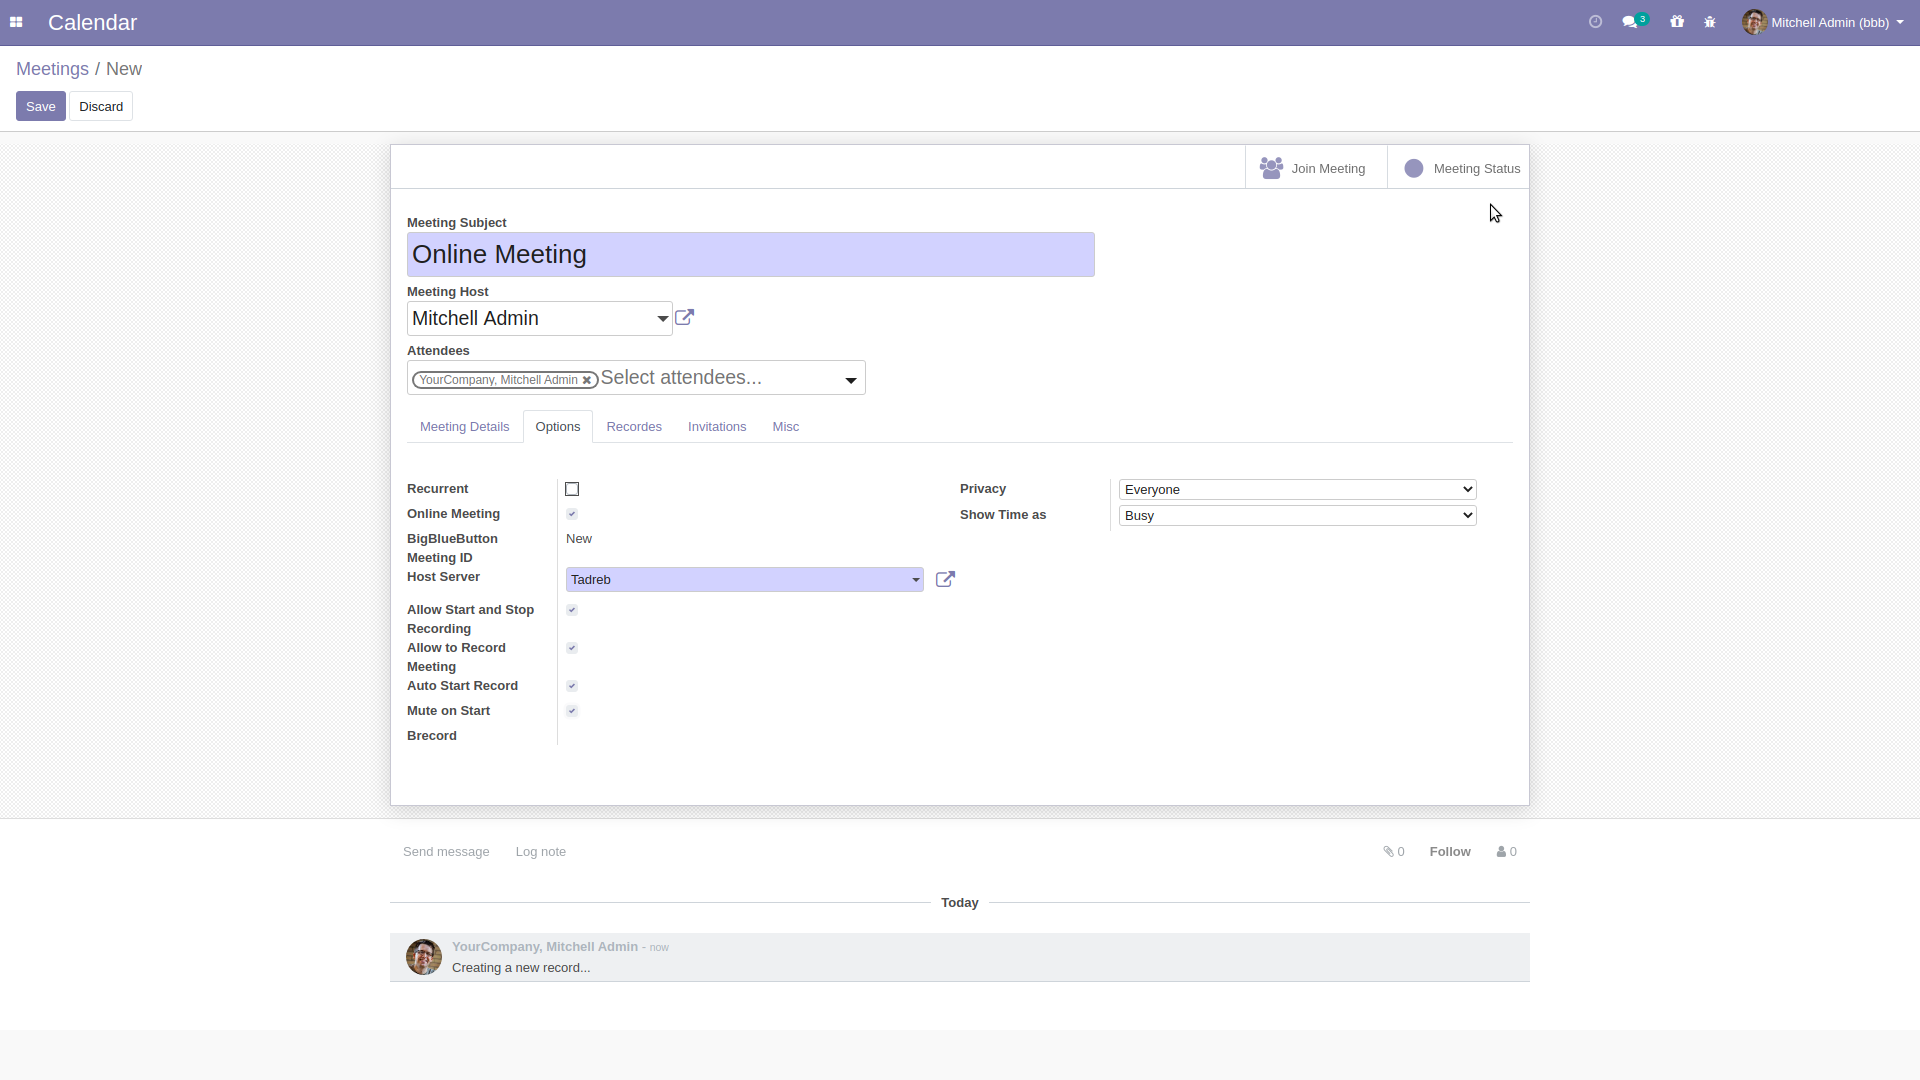 Calendar
3
Mitchell Admin (bbb)
Meetings / New
Save
Discard
Join Meeting
Meeting Status
Meeting Subject
Online Meeting
Meeting Host
Mitchell Admin
Attendees
YourCompany, Mitchell Admin
Select attendees...
Meeting Details
Options
Recordes
Invitations
Misc
Recurrent
Online Meeting
BigBlueButton
Meeting ID
New
Host Server
Tadreb
Allow Start and Stop
Recording
Allow to Record
Meeting
Auto Start Record
Mute on Start
Brecord
Privacy
Everyone
Show Time as
Busy
Send message
Log note
0
Follow
0
Today
YourCompany, Mitchell Admin - now
Creating a new record...